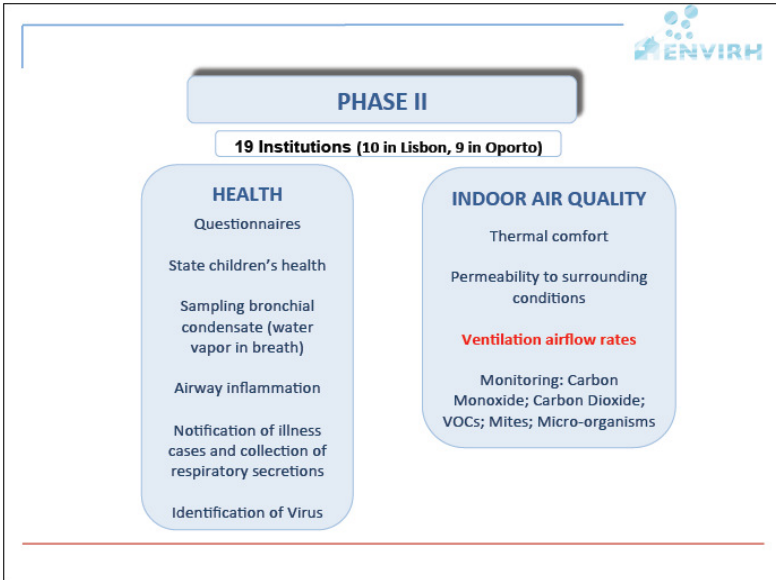 ENVIRH
PHASE II
19 Institutions (10 in Lisbon, 9 in Oporto)
HEALTH
Questionnaires
State children's health
Sampling bronchial
condensate (water
vapor in breath)
Airway inflammation
Notification of illness
cases and collection of
respiratory secretions
Identification of Virus
INDOOR AIR QUALITY
Thermal comfort
Permeability to surrounding
conditions
Ventilation airflow rates
Monitoring: Carbon
Monoxide; Carbon Dioxide;
VOCs; Mites; Micro-organisms